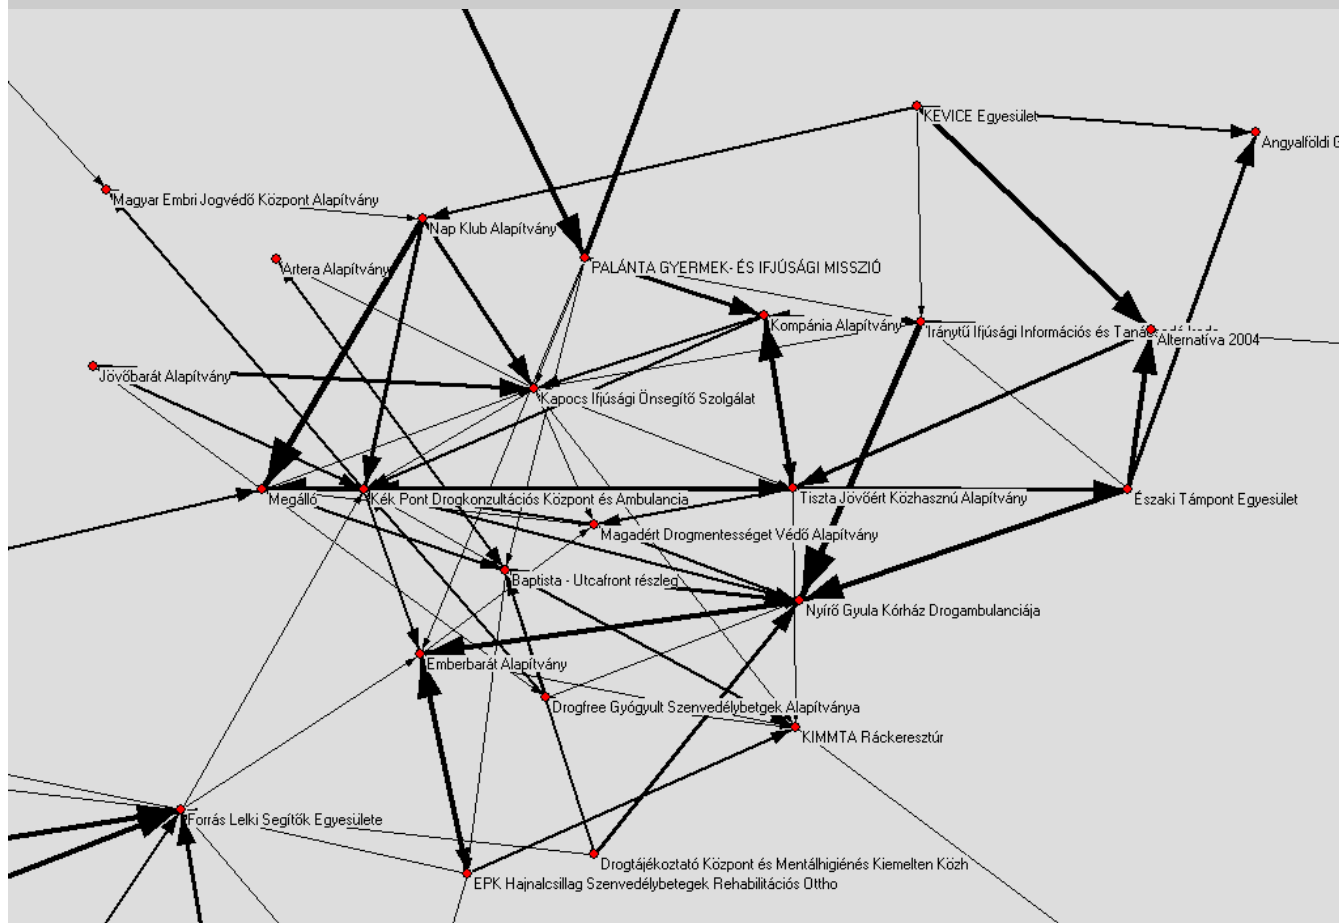 KEVICE Egyesület
Angyalföldi G
Magyar Embri Jogvédő Központ Alapítvány
Nap Klub Alapítvány
Artera Alapítvány
PALÁNTA GYERMEK- ÉS IFJÚSÁGI MISSZIÓ
Kompánia Alapítvány
Iránytű Ifjúsági Információs és
Alternatíva 2004
Jövőbarát Alapítvány
Kapocs Ifjúsági Önsegítő Szolgálat
Megálló
Kék Pont Drogkonzultációs Központ és Ambulancia
Tiszta Jövőért Közhasznú Alapítvány
Északi Támpont Egyesület
Magadért Drogmentességet Védő Alapítvány
Baptista - Utcafront részleg
Nyírő Gyula Kórház Drogambulanciája
Emberbarát Alapítvány
Drogfree Gyógyult Szenvedélybetgek Alapítványa
KIMMTA Ráckeresztúr
Forrás Lelki Segítők Egyesülete
Drogtájékoztató Központ és Mentálhigiénés Kiemelten Közh
EPK Hajnalcsillag Szenvedélybetegek Rehabilitációs Ottho